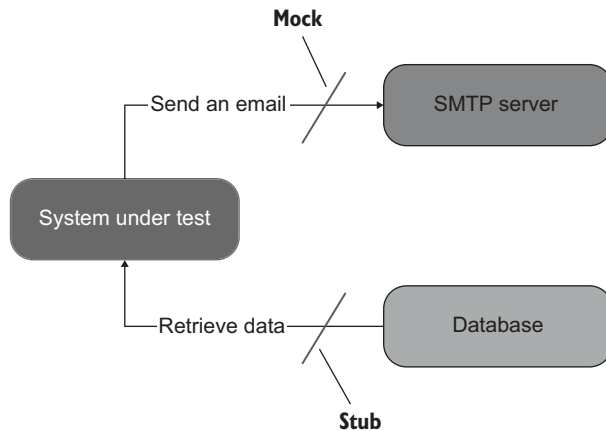 Mock
Send an email
SMTP server
System under test
Retrieve data
Database
Stub